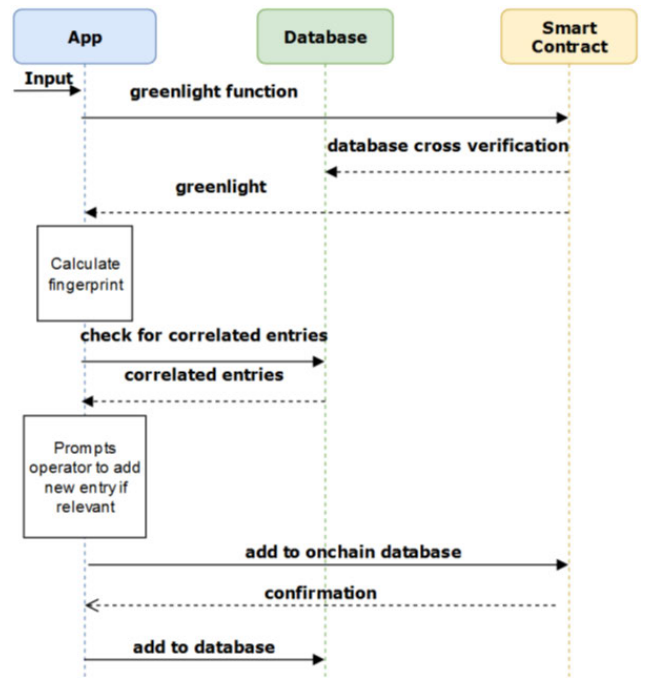 App
Database
Smart
Contract
Input
greenlight function
database cross verification
greenlight
Calculate
fingerprint
check for correlated entries
correlated entries
Prompts
operator to add
new entry if
relevant
add to onchain database
confirmation
add to database